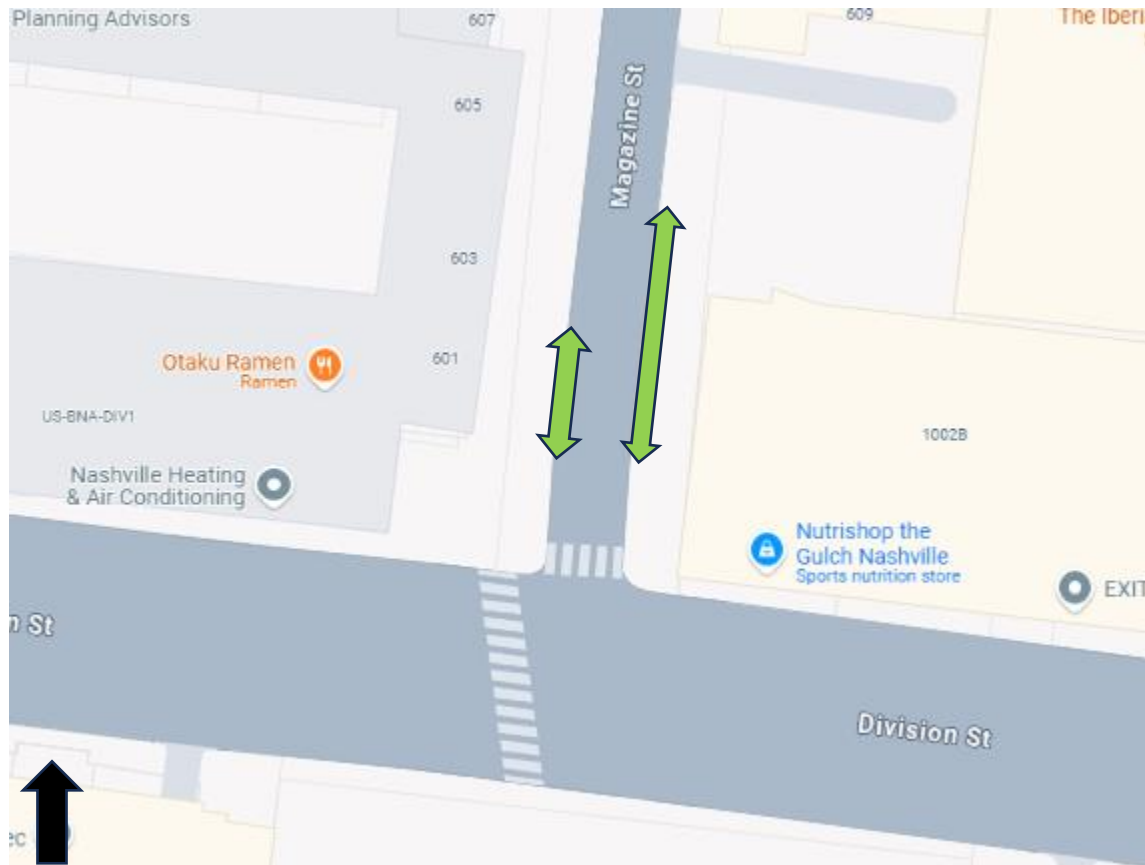 Planning Advisors
607
609
The Iberi
605
Magazine St
603
601
Otaku Ramen
Ramen
US-BNA-DIV1
1002B
Nashville Heating
& Air Conditioning
Nutrishop the
Gulch Nashville
Sports nutrition store
EXIT
n St
Division St
ec